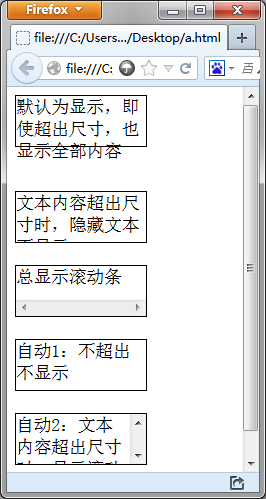 Firefox
file:///C:/Users.../Desktop/a.html
file:///C:
百
默认为显示，即
使超出尺寸，也
显示全部内容
文本内容超出尺
寸时，隐藏文本
总显示滚动条
自动1：不超出
不显示
自动2：文本
内容超出尺寸